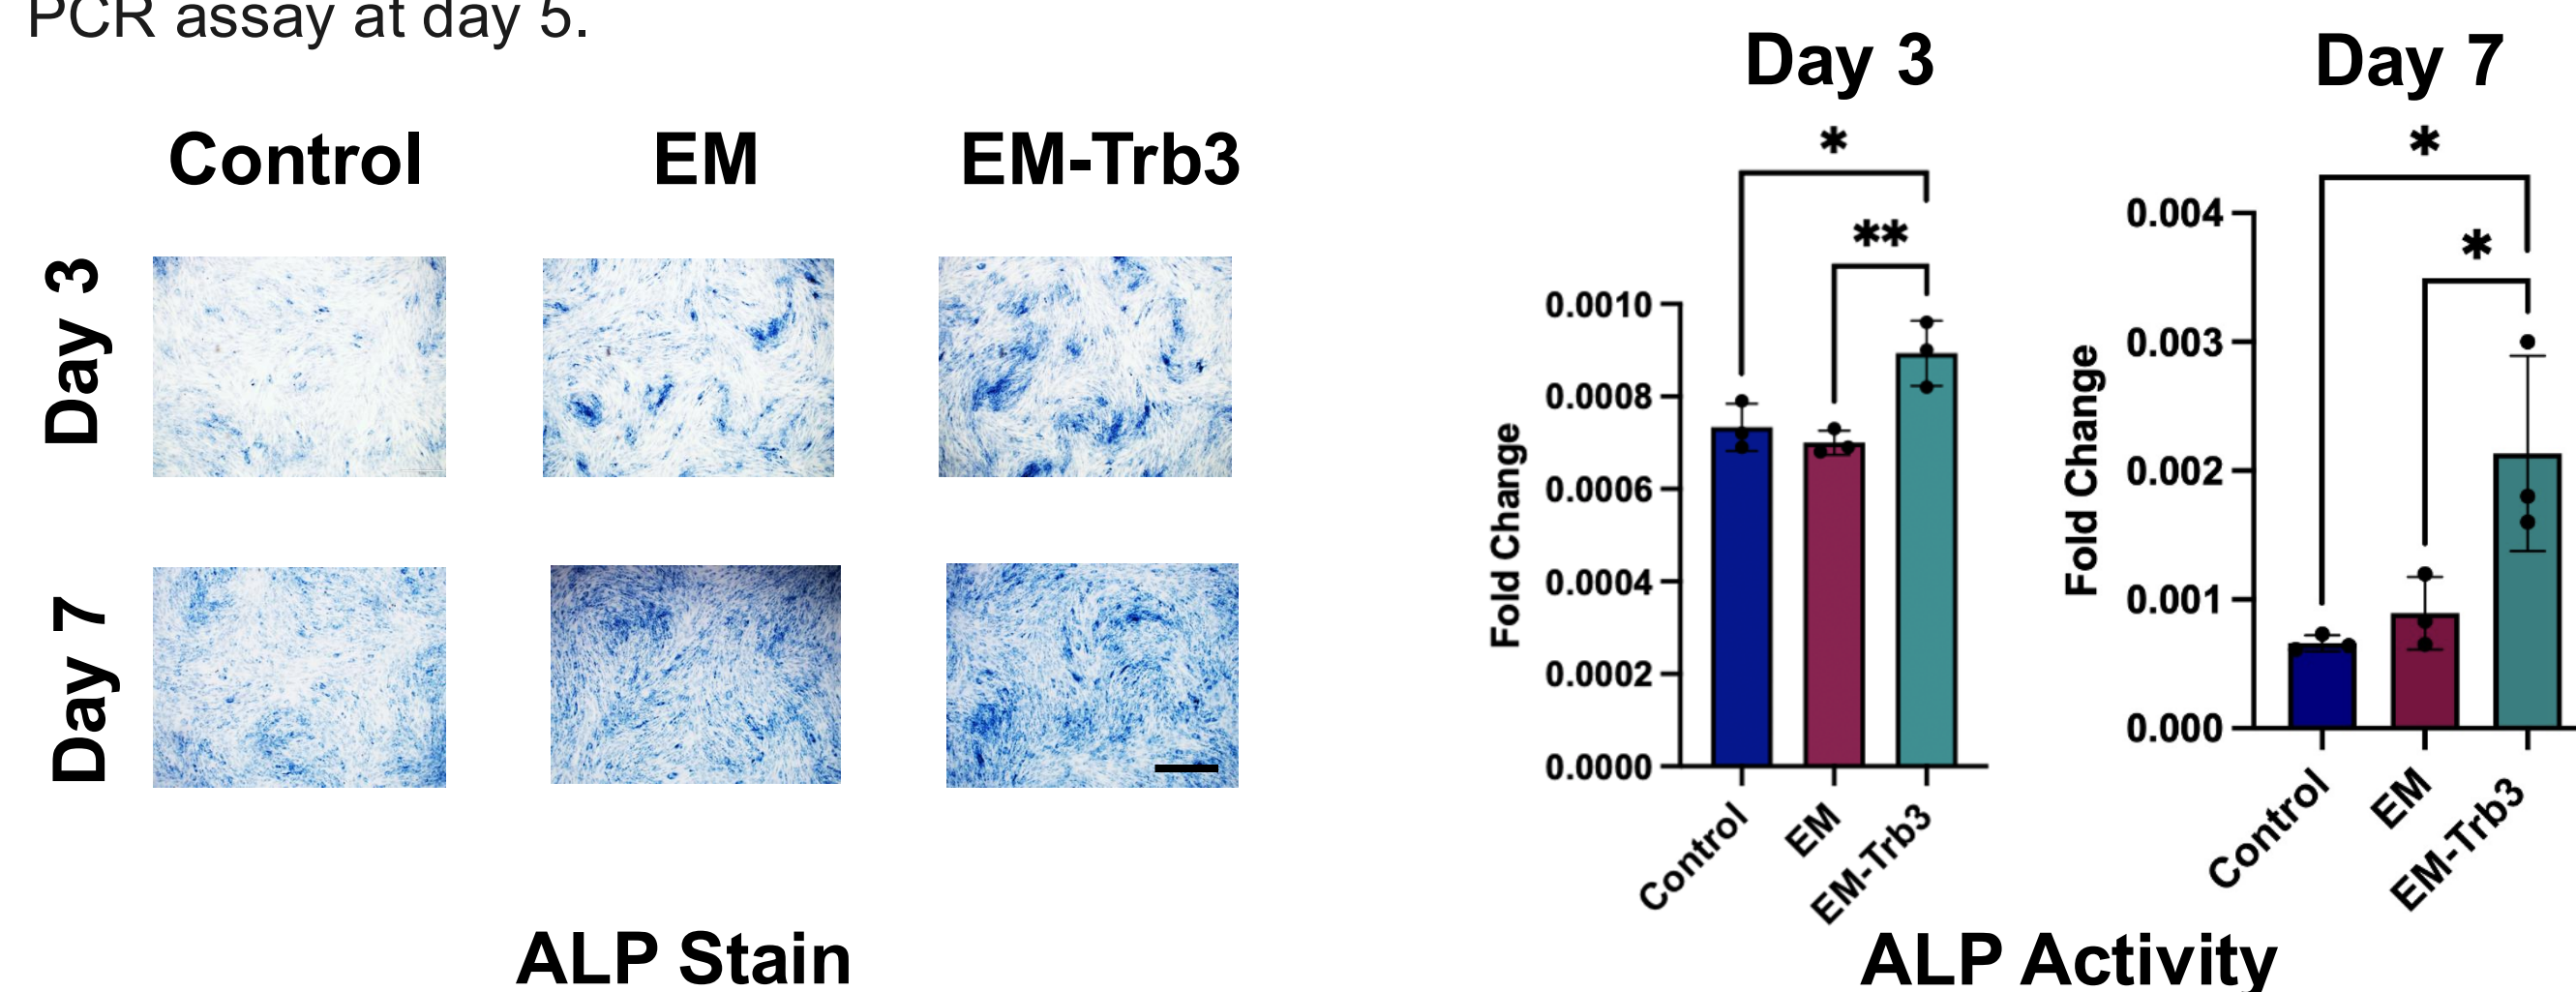 PCR assay at day 5.
Control EM EM-Trb3
Day 3
Day 7
ALP Stain
Day 3
*
**
Fold Change
0.0010
0.0008
0.0006
0.0004
0.0002
0.0000
Control
EM
EM-Trb3
Day 7
*
*
Fold Change
0.004
0.003
0.002
0.001
0.000
Control
EM
EM-Trb3
ALP Activity